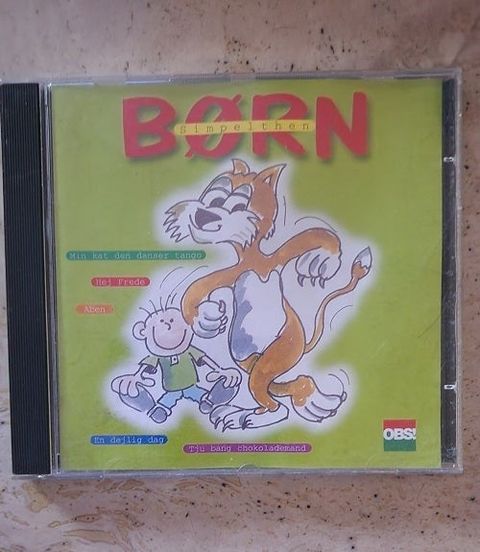 BØRN
Simpelthen
Min kat den danser tango
Hej Frede
Aben
En dejlig dag
Tju bang chokolademand
OBS!